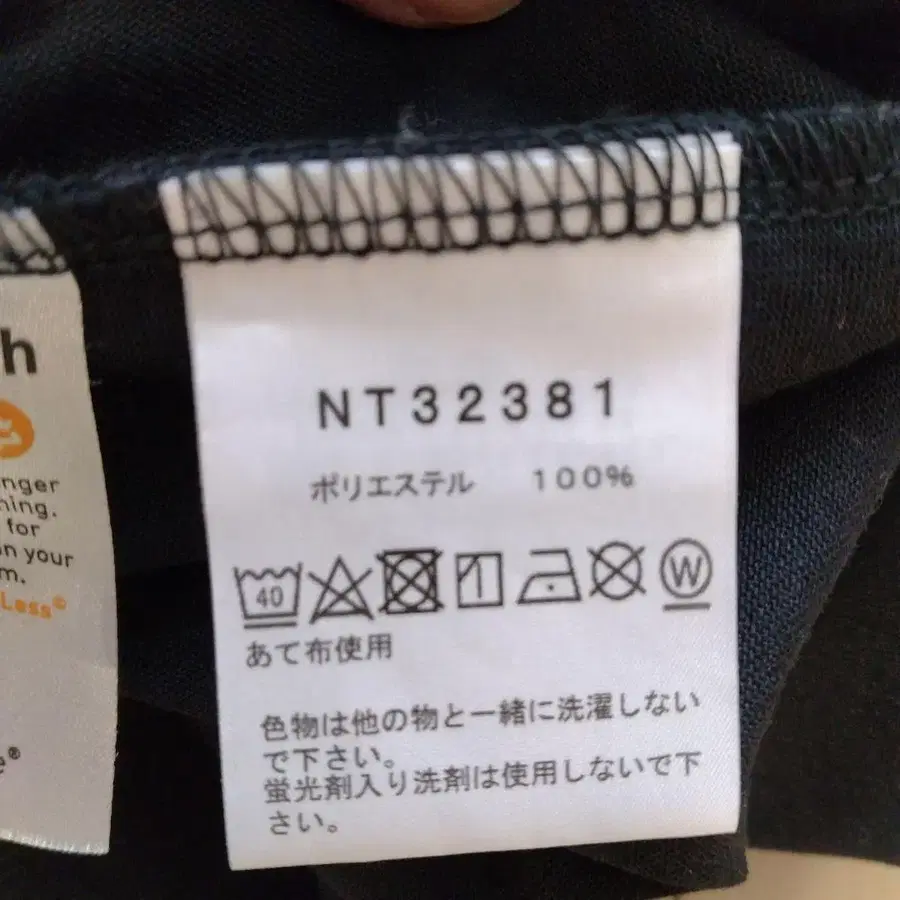 h
nger
hing.
for
on your
m.
Less©
e®
NT32381
ポリエステル 100%
40
W
あて布使用
色物は他の物と一緒に洗濯しない
で下さい。
蛍光剤入り洗剤は使用しないで下
さい。